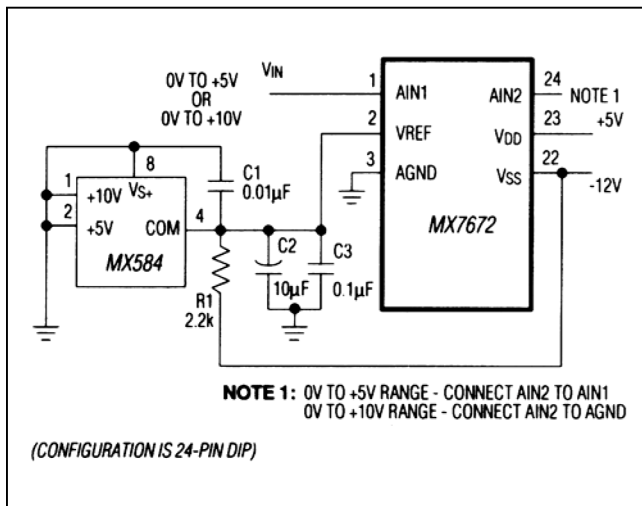 0V TO +5V
OR
0V TO +10V
VIN
1
AIN1
AIN2
24
NOTE 1
2
VREF
VDD
23
+5V
3
AGND
VSS
22
-12V
MX7672
8
VS+
1
+10V
2
+5V
COM
4
MX584
C1
0.01µF
C2
10µF
C3
0.1µF
R1
2.2k
NOTE 1: 0V TO +5V RANGE - CONNECT AIN2 TO AIN1
0V TO +10V RANGE - CONNECT AIN2 TO AGND
(CONFIGURATION IS 24-PIN DIP)